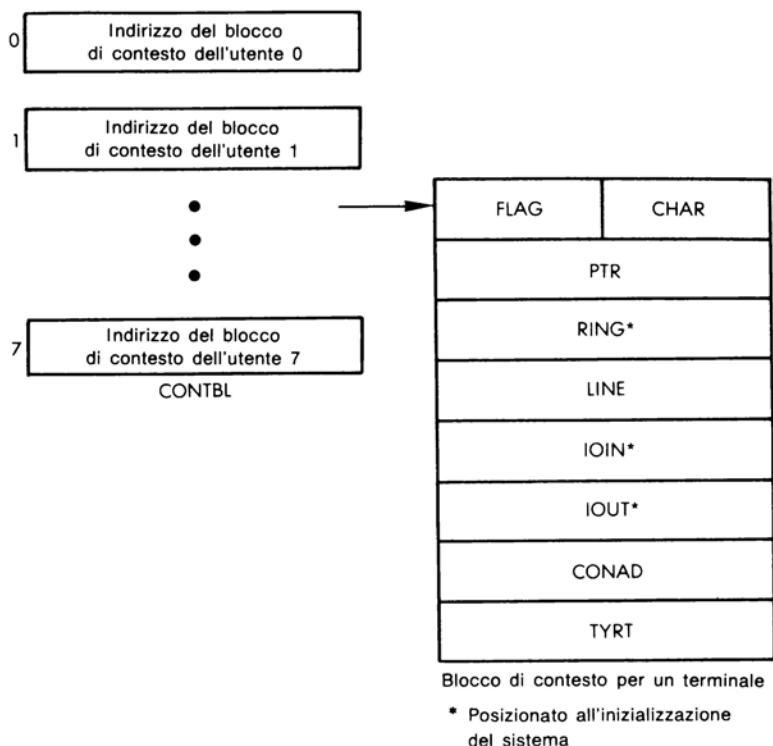 0
Indirizzo del blocco
di contesto dell'utente 0
1
Indirizzo del blocco
di contesto dell'utente 1
7
Indirizzo del blocco
di contesto dell'utente 7
CONTBL
FLAG CHAR
PTR
RING*
LINE
IOIN*
IOUT*
CONAD
TYRT
Blocco di contesto per un terminale
* Posizionato all'inizializzazione
del sistema